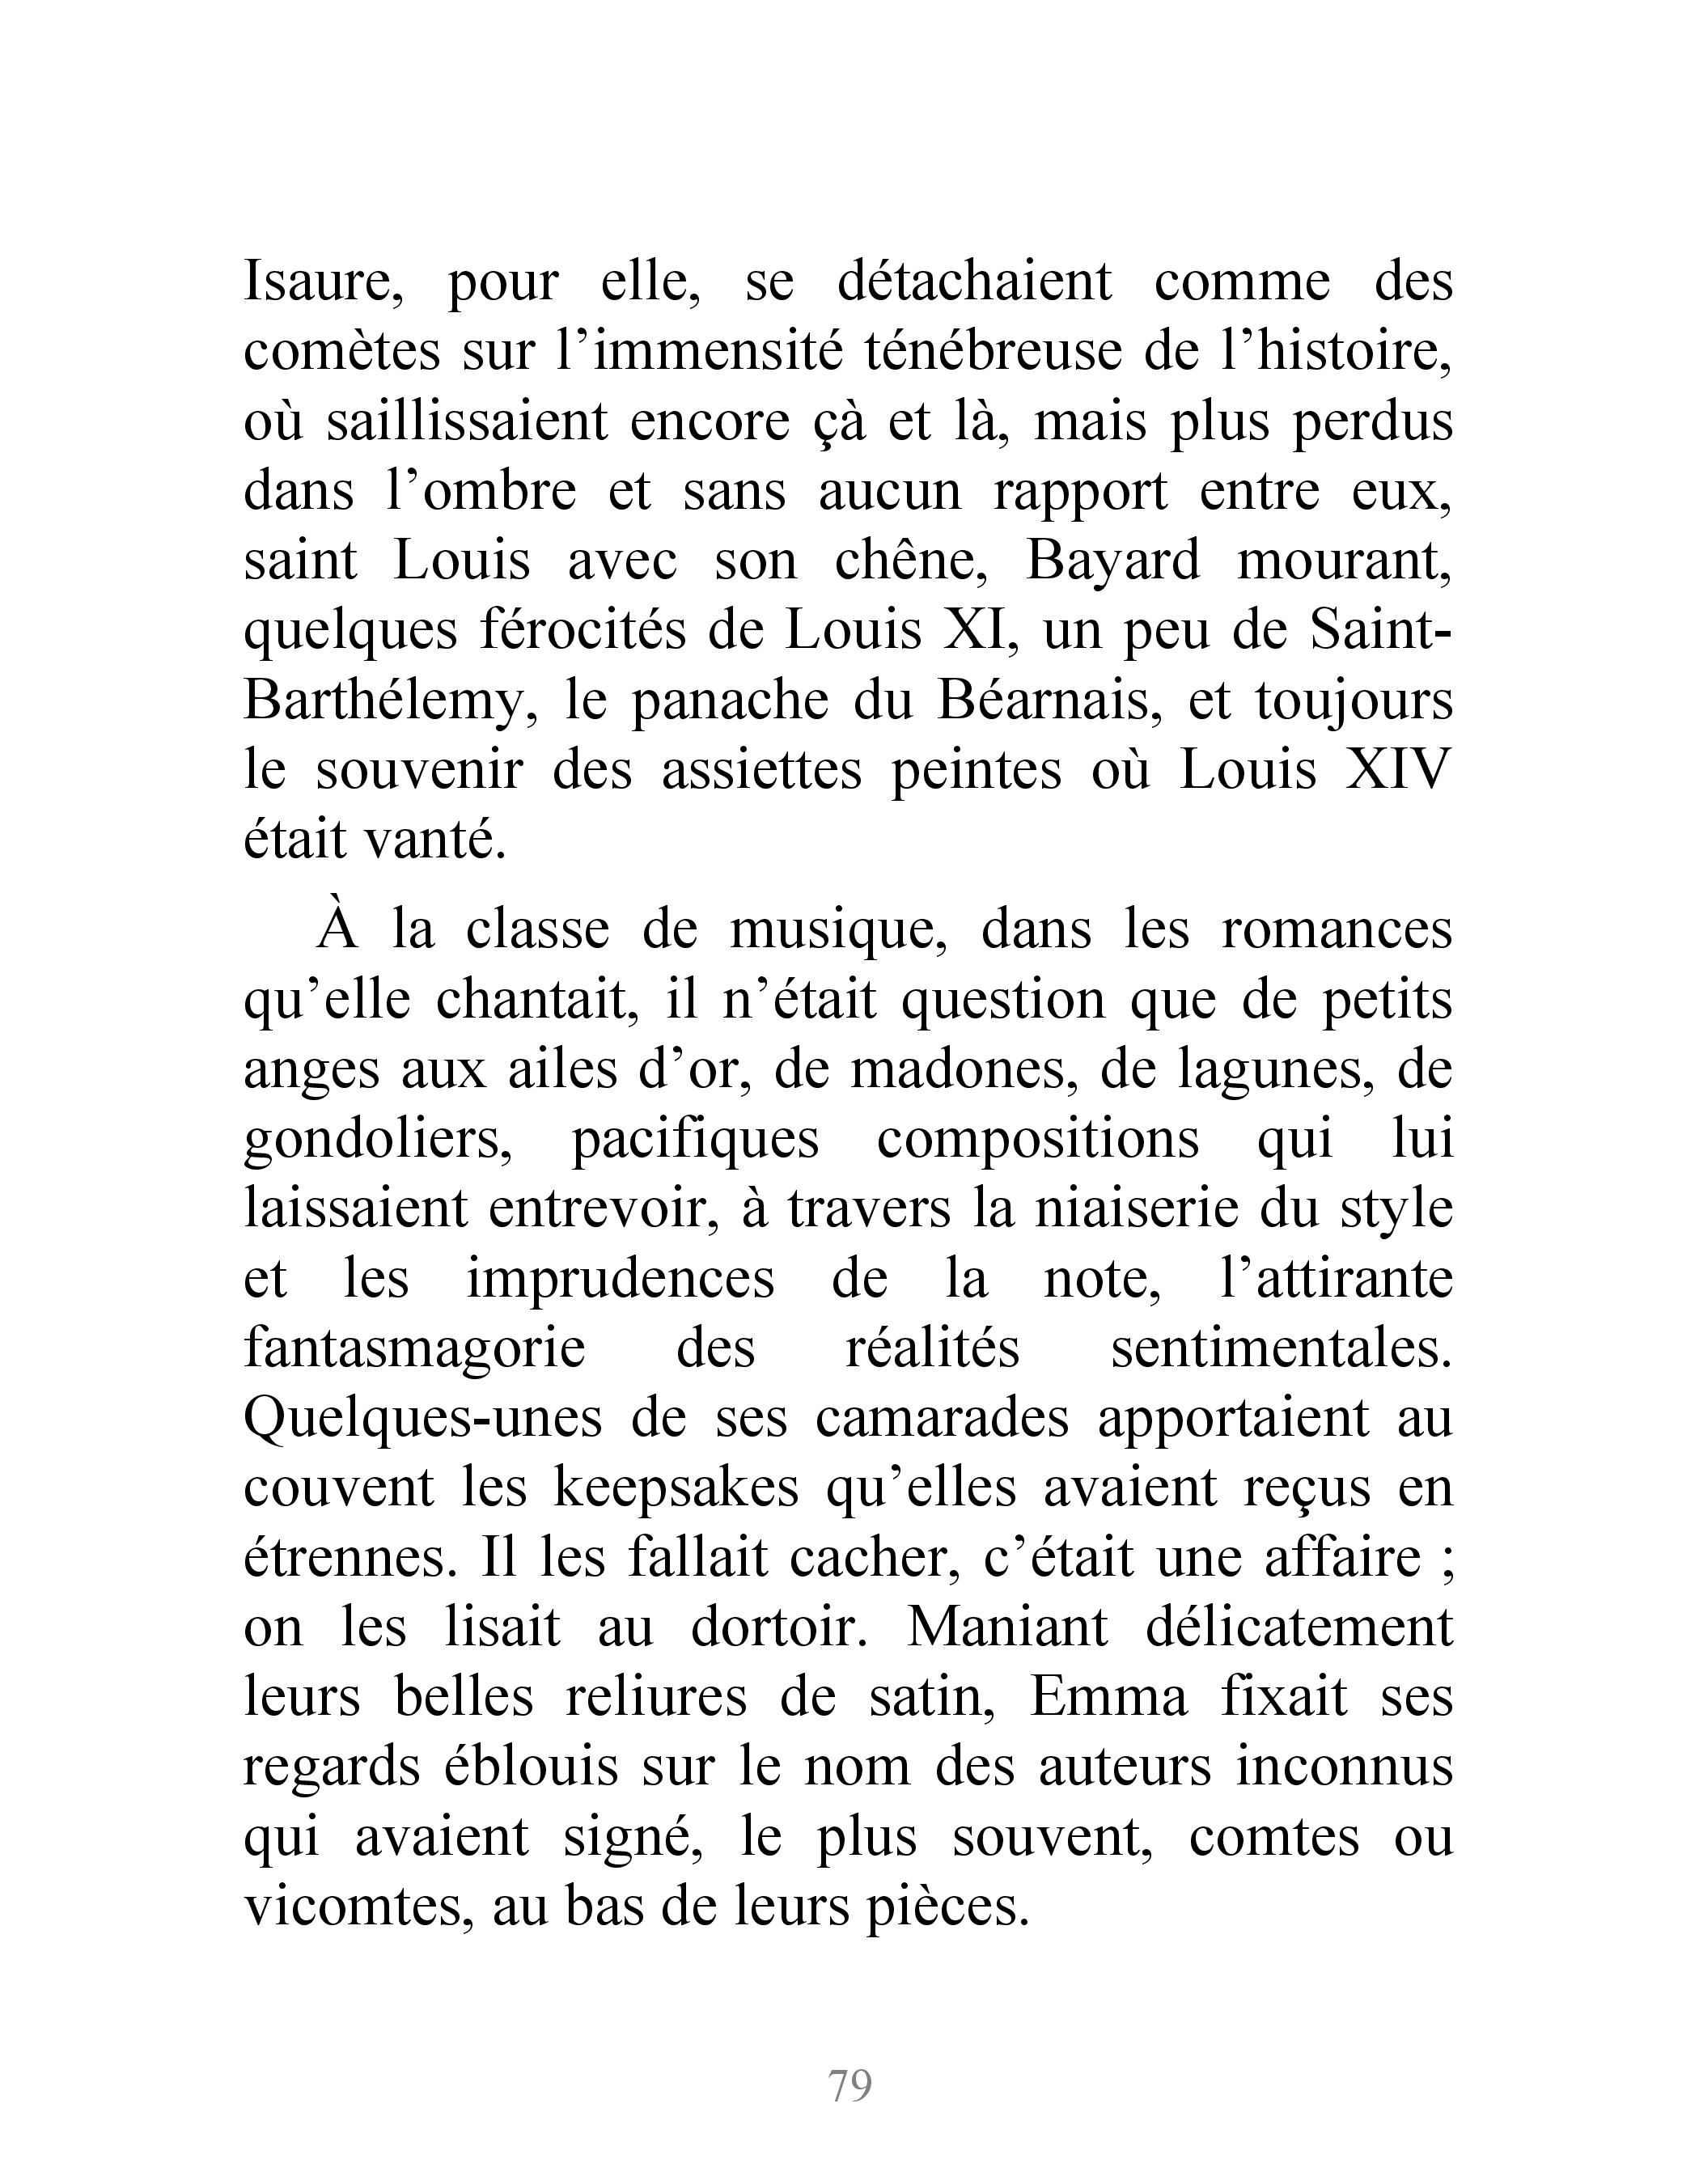 Isaure, pour elle, se détachaient comme des
comètes sur l’immensité ténébreuse de l’histoire,
où saillissaient encore çà et là, mais plus perdus
dans l’ombre et sans aucun rapport entre eux,
saint Louis avec son chêne, Bayard mourant,
quelques férocités de Louis XI, un peu de Saint-
Barthélemy, le panache du Béarnais, et toujours
le souvenir des assiettes peintes où Louis XIV
était vanté.
À la classe de musique, dans les romances
qu’elle chantait, il n’était question que de petits
anges aux ailes d’or, de madones, de lagunes, de
gondoliers, pacifiques compositions qui lui
laissaient entrevoir, à travers la niaiserie du style
et les imprudences de la note, l’attirante
fantasmagorie des réalités sentimentales.
Quelques-unes de ses camarades apportaient au
couvent les keepsakes qu’elles avaient reçus en
étrennes. Il les fallait cacher, c’était une affaire ;
on les lisait au dortoir. Maniant délicatement
leurs belles reliures de satin, Emma fixait ses
regards éblouis sur le nom des auteurs inconnus
qui avaient signé, le plus souvent, comtes ou
vicomtes, au bas de leurs pièces.
79